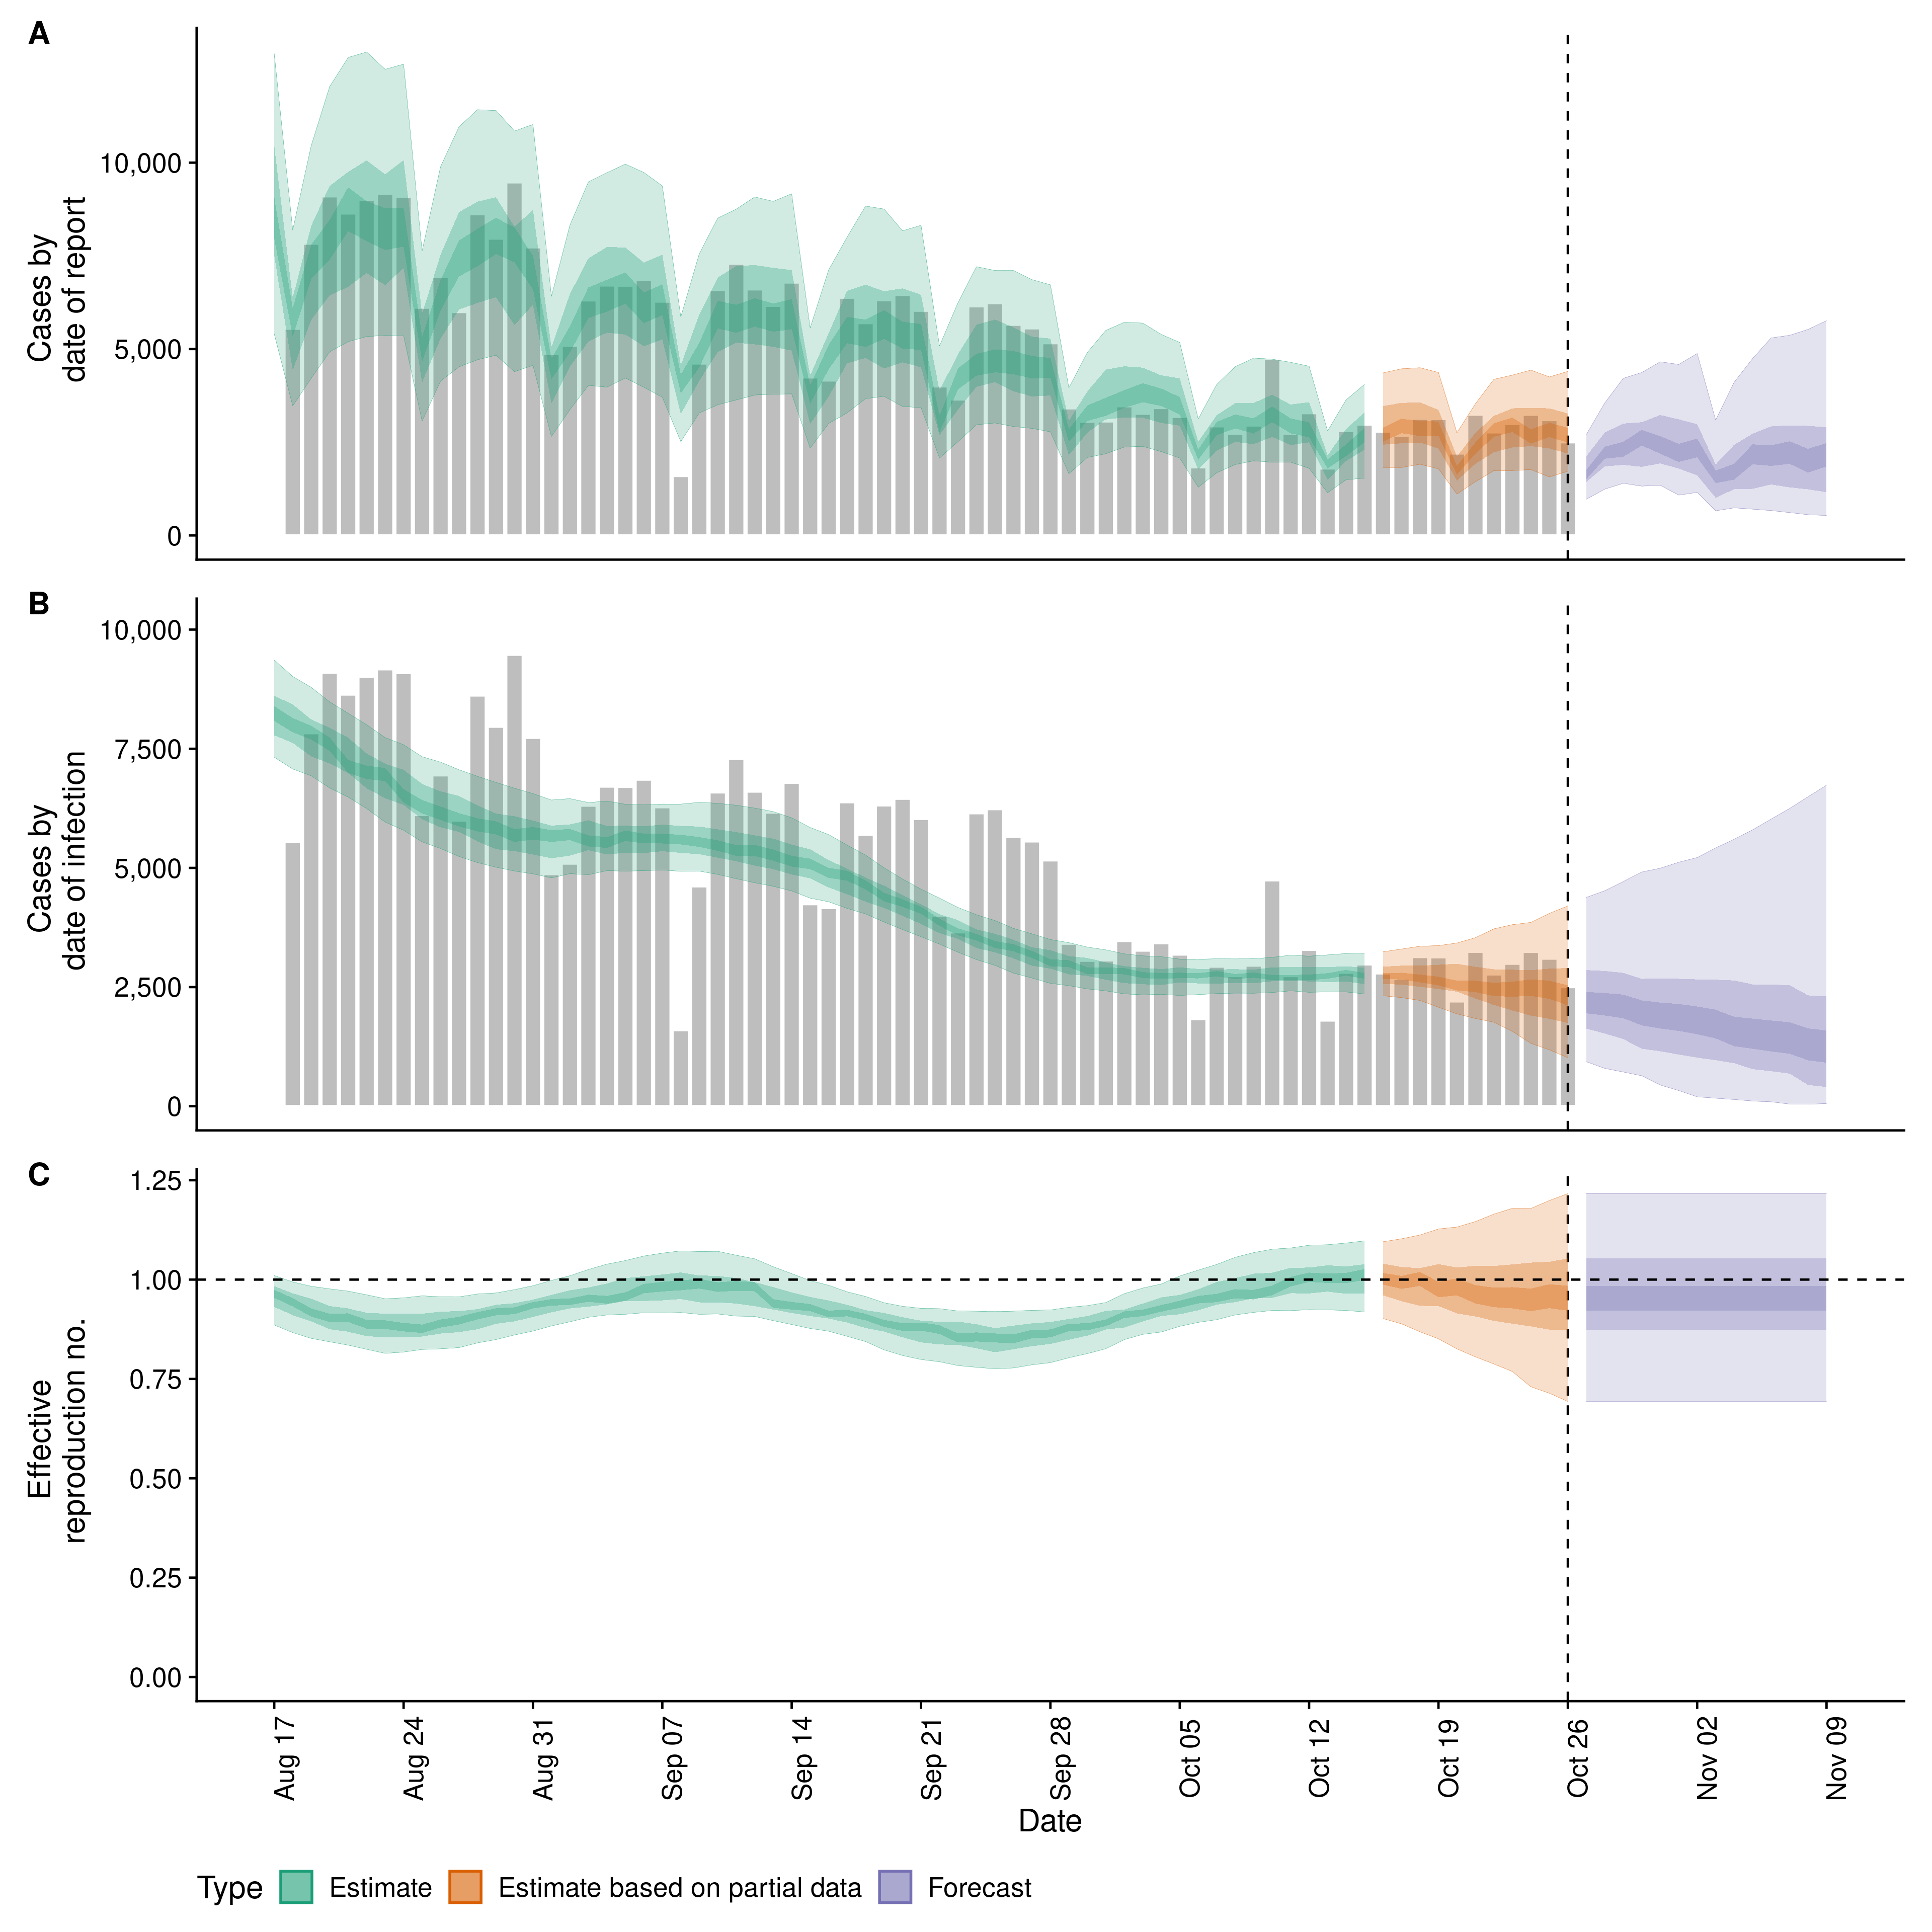 A
Cases by
date of report
10,000
5,000
0
B
Cases by
date of infection
10,000
7,500
5,000
2,500
0
C
Effective
reproduction no.
1.25
1.00
0.75
0.50
0.25
0.00
Aug 17
Aug 24
Aug 31
Sep 07
Sep 14
Sep 21
Sep 28
Oct 05
Oct 12
Oct 19
Oct 26
Nov 02
Nov 09
Date
Type Estimate Estimate based on partial data Forecast